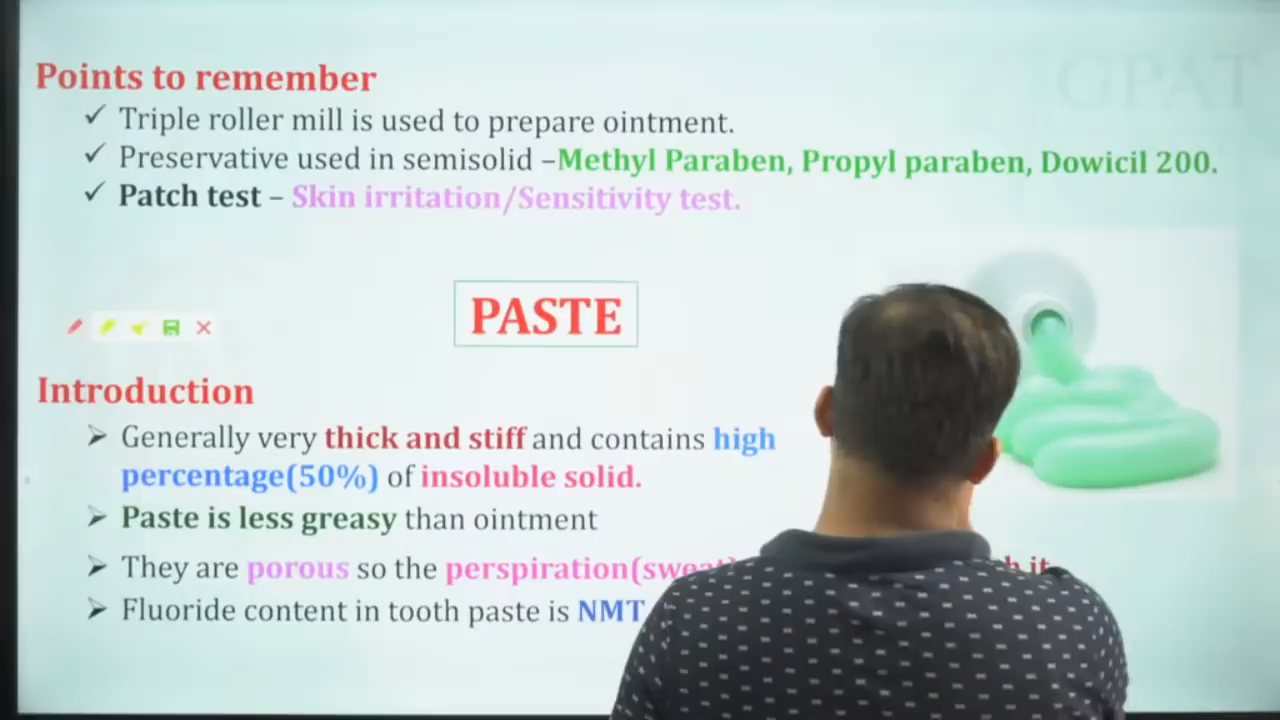 GPAT
Points to remember
✓ Triple roller mill is used to prepare ointment.
✓ Preservative used in semisolid –Methyl Paraben, Propyl paraben, Dowicil 200.
✓ Patch test – Skin irritation/Sensitivity test.
PASTE
Introduction
➤ Generally very thick and stiff and contains high
percentage(50%) of insoluble solid.
➤ Paste is less greasy than ointment
➤ They are porous so the perspiration(sweat) it
➤ Fluoride content in tooth paste is NMT